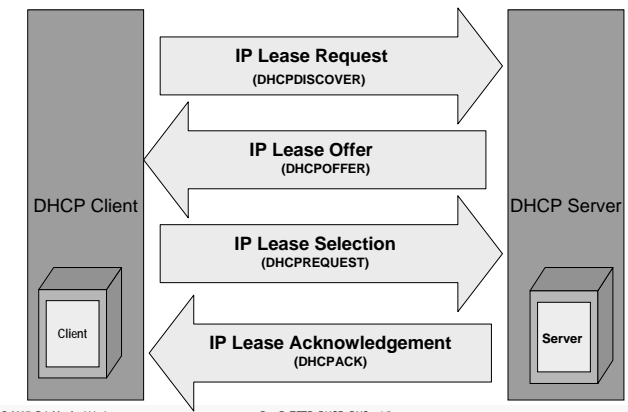 IP Lease Request
(DHCPDISCOVER)
IP Lease Offer
(DHCPOFFER)
DHCP Client
DHCP Server
IP Lease Selection
(DHCPREQUEST)
Client
Server
IP Lease Acknowledgement
(DHCPACK)